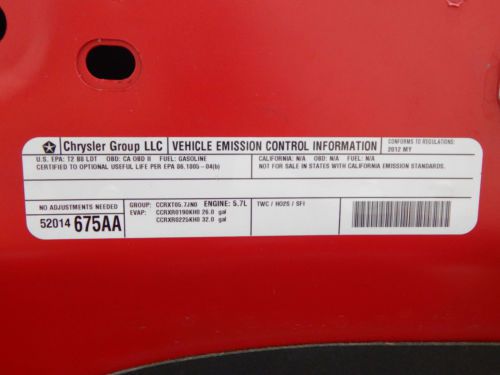 Chrysler Group LLC VEHICLE EMISSION CONTROL INFORMATION CONFORMS TO REGULATIONS:
2012 MY
U.S. EPA: T2 B8 LDT OBD: CA OBD II FUEL: GASOLINE CALIFORNIA: N/A OBD: N/A FUEL: N/A
CERTIFIED TO OPTIONAL USEFUL LIFE PER EPA 86.1805-04(b) NOT FOR SALE IN STATES WITH CALIFORNIA EMISSION STANDARDS.
NO ADJUSTMENTS NEEDED GROUP: CCRXT05.7JN0 ENGINE: 5.7L TWC / HO2S / SFI
EVAP: CCRXR0190KH0 26.0 gal
52014 675AA CCRXR0225KH0 32.0 gal